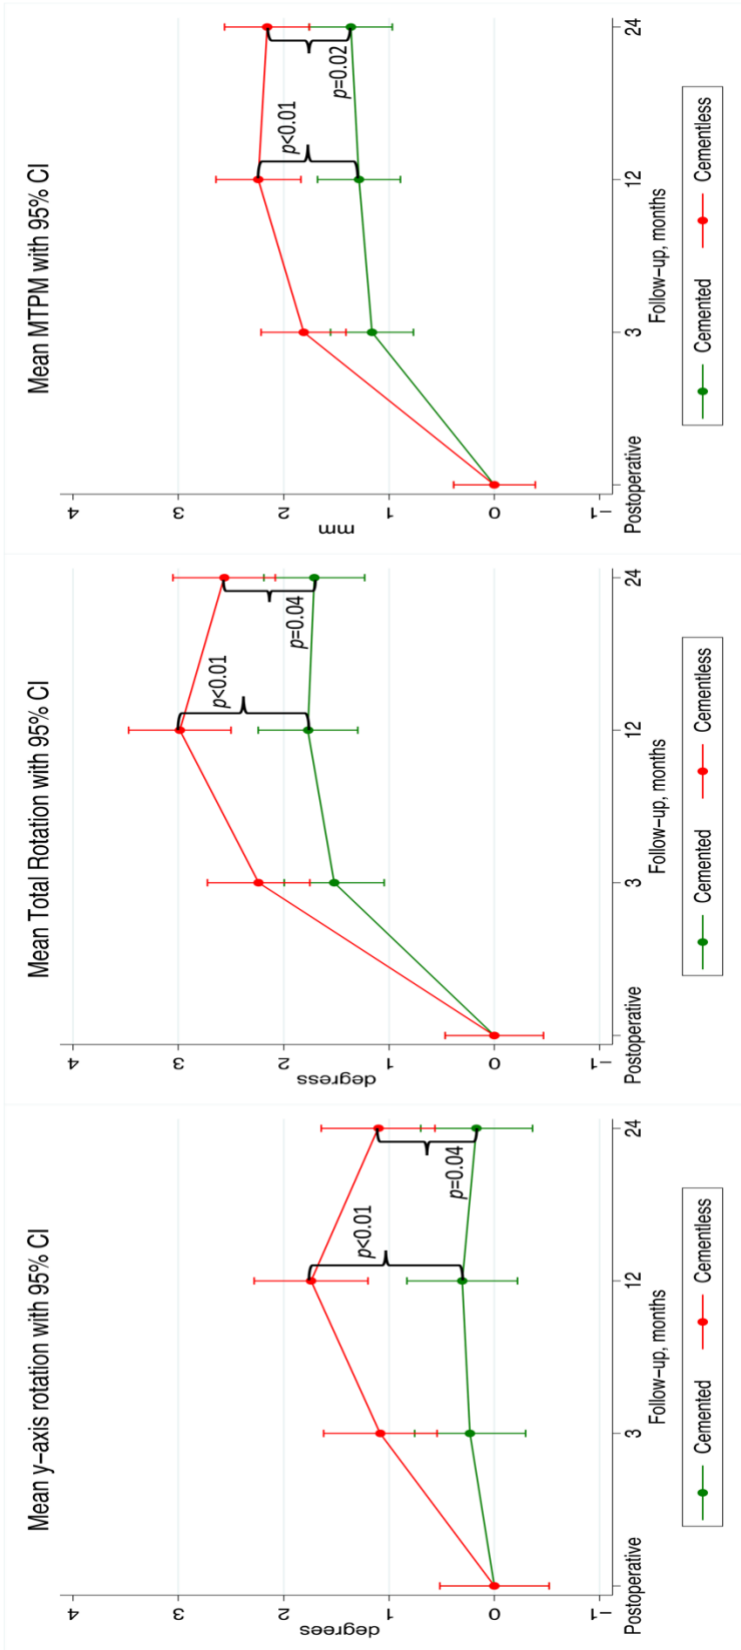 Mean y-axis rotation with 95% CI
degrees
4
3
2
1
0
-1
p<0.01
p=0.04
Postoperative
3
12
24
Follow-up, months
Cemented
Cementless
Mean Total Rotation with 95% CI
degress
4
3
2
1
0
-1
p<0.01
p=0.04
Postoperative
3
12
24
Follow-up, months
Cemented
Cementless
Mean MTPM with 95% CI
mm
4
3
2
1
0
-1
p<0.01
p=0.02
Postoperative
3
12
24
Follow-up, months
Cemented
Cementless